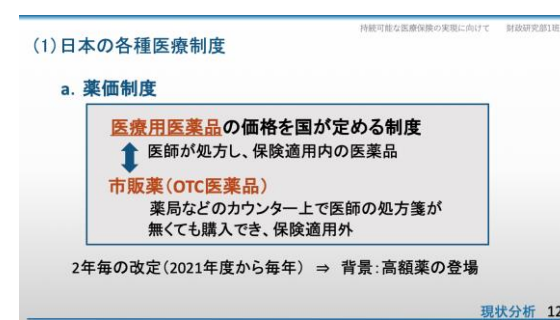 持続可能な医療保険の実現に向けて 財政研究部1班
(1)日本の各種医療制度
a. 薬価制度
医療用医薬品の価格を国が定める制度
医師が処方し、保険適用内の医薬品
市販薬(OTC医薬品)
薬局などのカウンター上で医師の処方箋が
無くても購入でき、保険適用外
2年毎の改定(2021年度から毎年) ⇒ 背景:高額薬の登場
現状分析 12